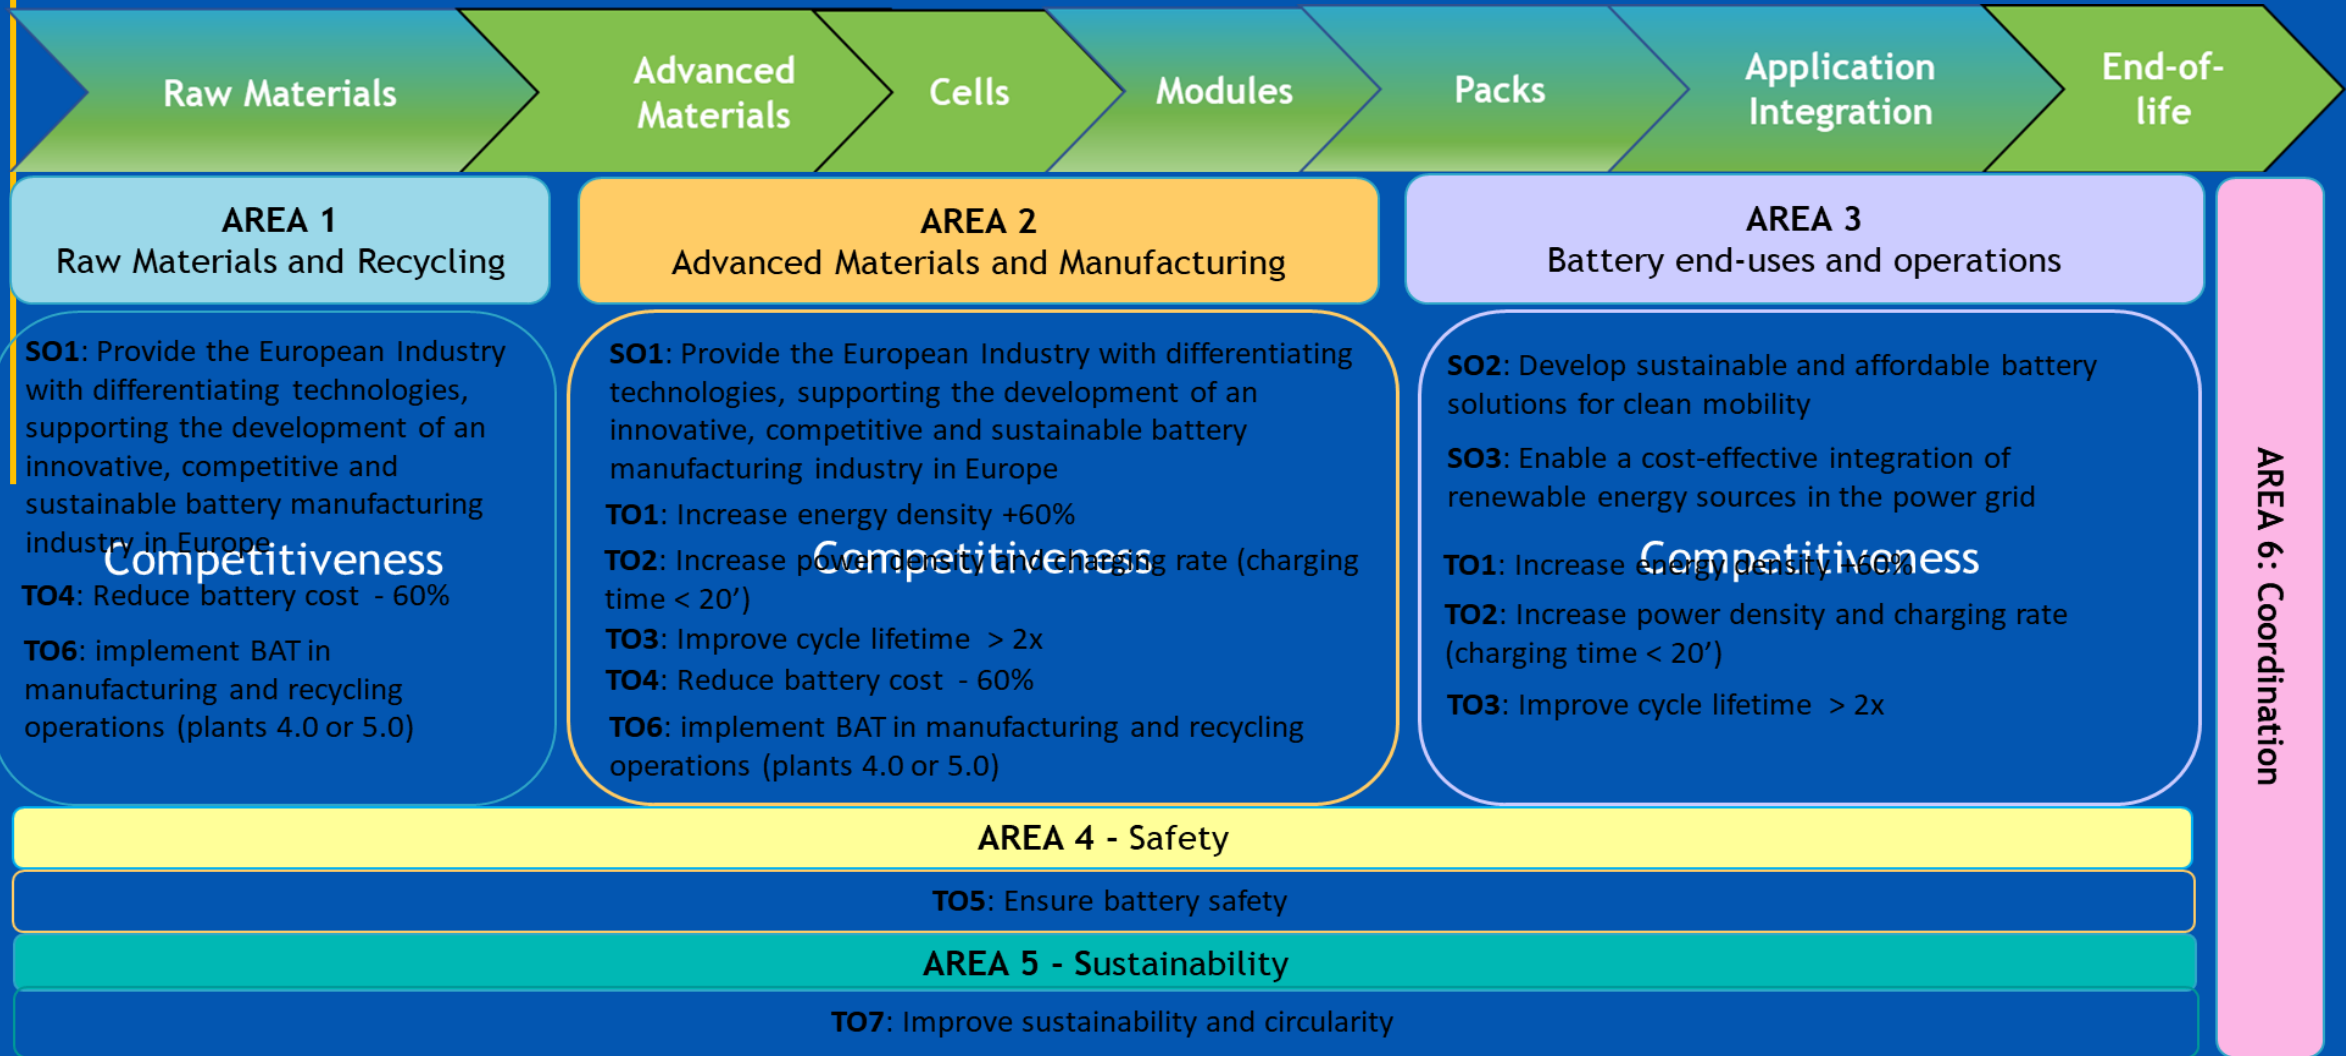 Raw Materials
Advanced
Materials
Cells
Modules
Packs
Application
Integration
End-of-
life
AREA 1
Raw Materials and Recycling
SO1: Provide the European Industry
with differentiating technologies,
supporting the development of an
innovative, competitive and
sustainable battery manufacturing
industry in Europe
Competitiveness
TO4: Reduce battery cost - 60%
TO6: implement BAT in
manufacturing and recycling
operations (plants 4.0 or 5.0)
AREA 2
Advanced Materials and Manufacturing
SO1: Provide the European Industry with differentiating
technologies, supporting the development of an
innovative, competitive and sustainable battery
manufacturing industry in Europe
TO1: Increase energy density +60%
Competitiveness
TO2: Increase power density and charging rate (charging
time < 20’)
TO3: Improve cycle lifetime > 2x
TO4: Reduce battery cost - 60%
TO6: implement BAT in manufacturing and recycling
operations (plants 4.0 or 5.0)
AREA 3
Battery end-uses and operations
SO2: Develop sustainable and affordable battery
solutions for clean mobility
SO3: Enable a cost-effective integration of
renewable energy sources in the power grid
Competitiveness
TO1: Increase energy density +60%
TO2: Increase power density and charging rate
(charging time < 20’)
TO3: Improve cycle lifetime > 2x
AREA 4 - Safety
TO5: Ensure battery safety
AREA 5 - Sustainability
TO7: Improve sustainability and circularity
AREA 6: Coordination